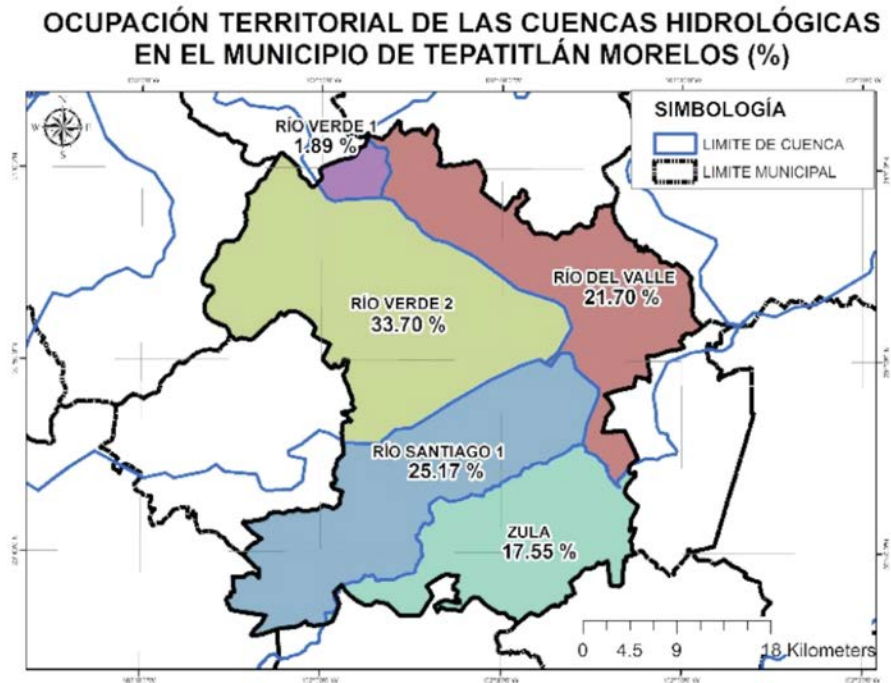 OCUPACIÓN TERRITORIAL DE LAS CUENCAS HIDROLÓGICAS
EN EL MUNICIPIO DE TEPATITLÁN MORELOS (%)
N
W
E
S
SIMBOLOGÍA
LIMITE DE CUENCA
LIMITE MUNICIPAL
RÍO VERDE 1
1.89 %
RÍO DEL VALLE
21.70 %
RÍO VERDE 2
33.70 %
RÍO SANTIAGO 1
25.17 %
ZULA
17.55 %
0 4.5 9 18 Kilometers